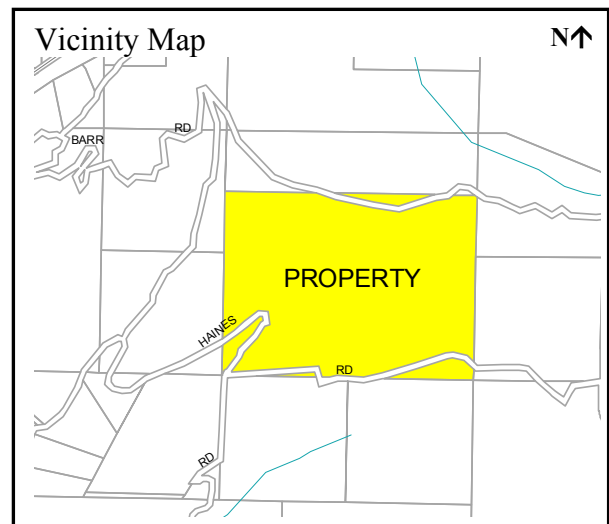 Vicinity Map
N↑
BARR
RD
PROPERTY
HAINES
RD
RD